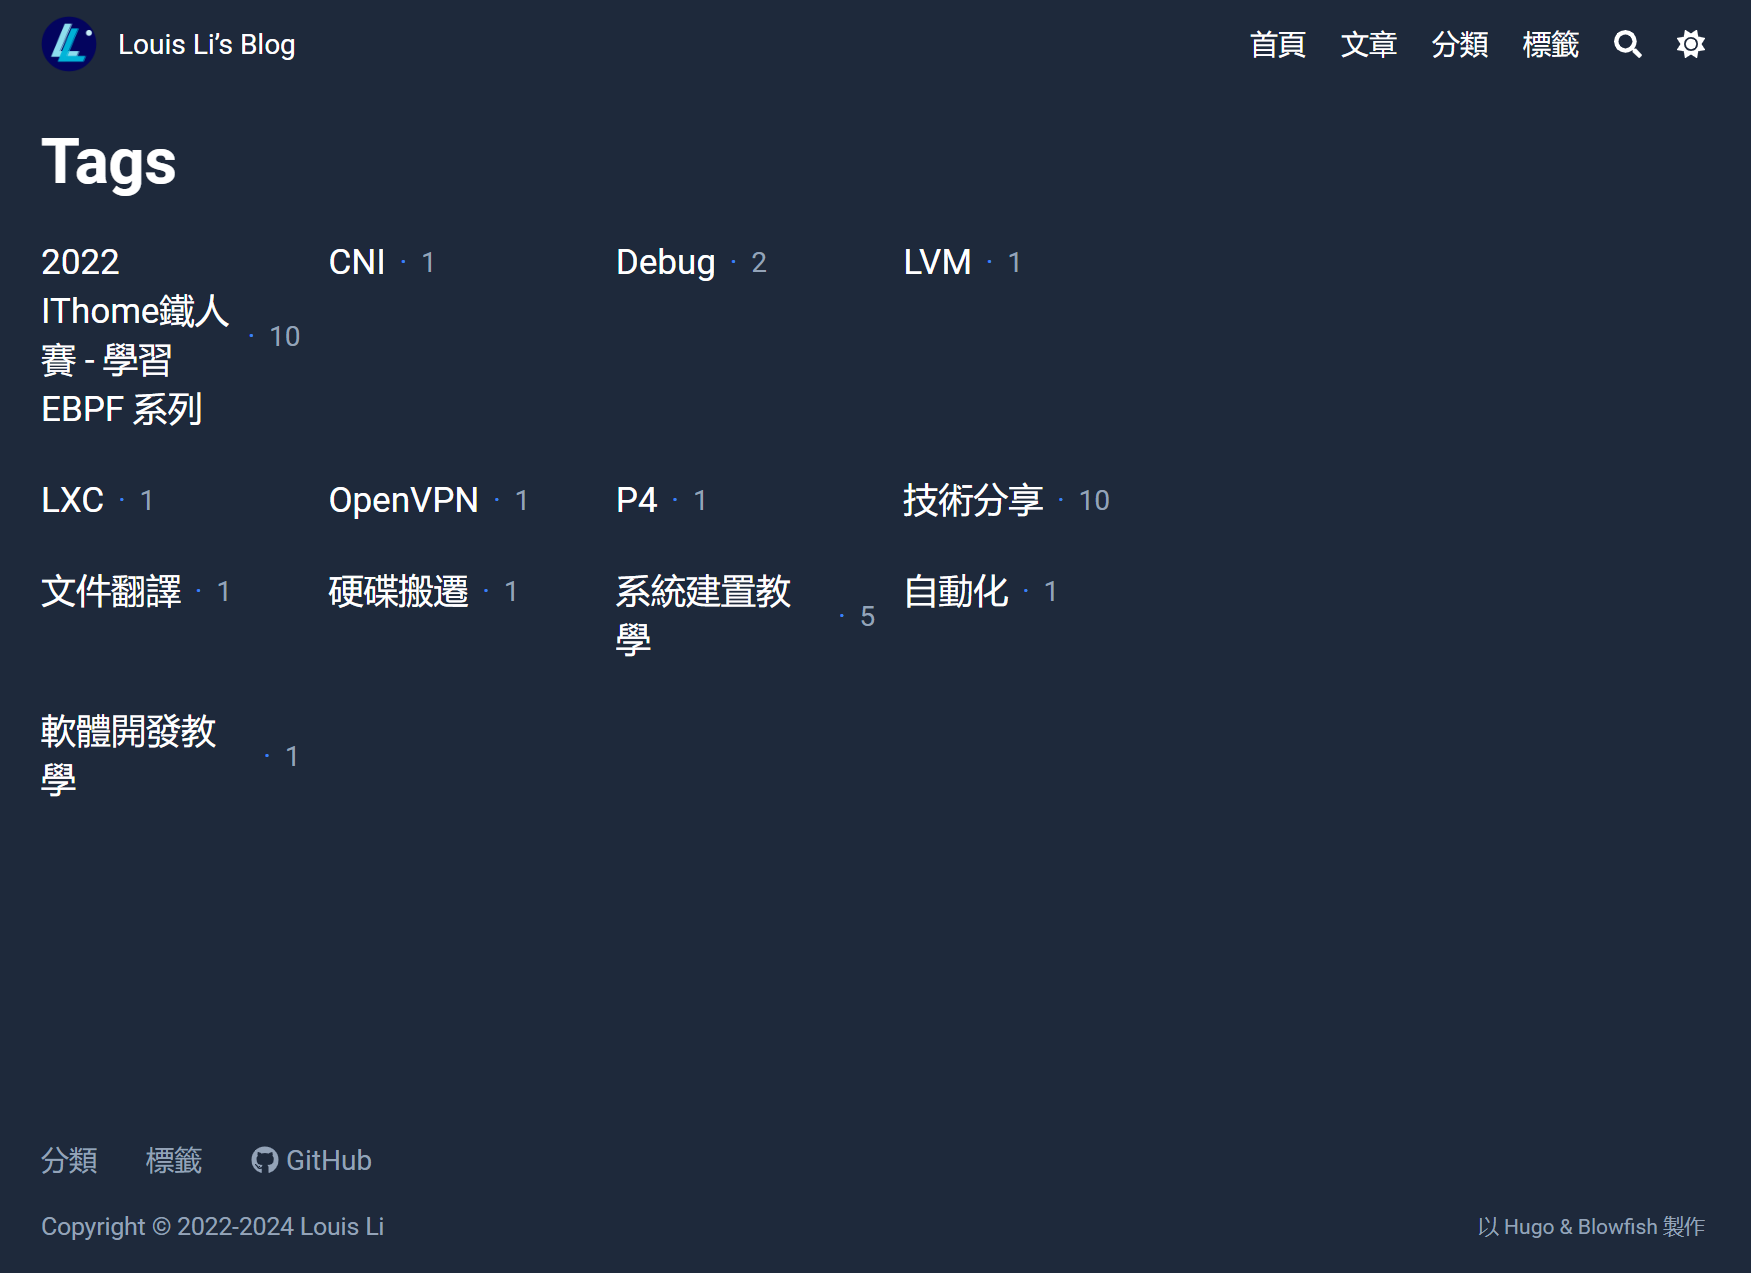 Louis Li’s Blog
首頁 文章 分類 標籤
Tags
2022
IThome鐵人
賽 - 學習
EBPF 系列 · 10
CNI · 1
Debug · 2
LVM · 1
LXC · 1
OpenVPN · 1
P4 · 1
技術分享 · 10
文件翻譯 · 1
硬碟搬遷 · 1
系統建置教
學 · 5
自動化 · 1
軟體開發教
學 · 1
分類 標籤 GitHub
Copyright © 2022-2024 Louis Li
以 Hugo & Blowfish 製作